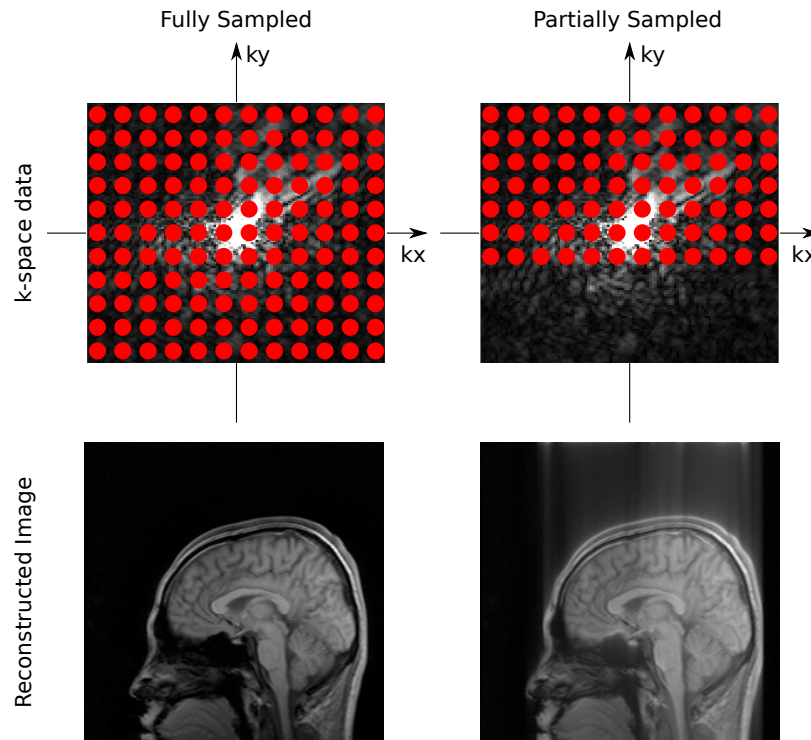 Fully Sampled
Partially Sampled
ky
ky
k-space data
kx
kx
Reconstructed Image